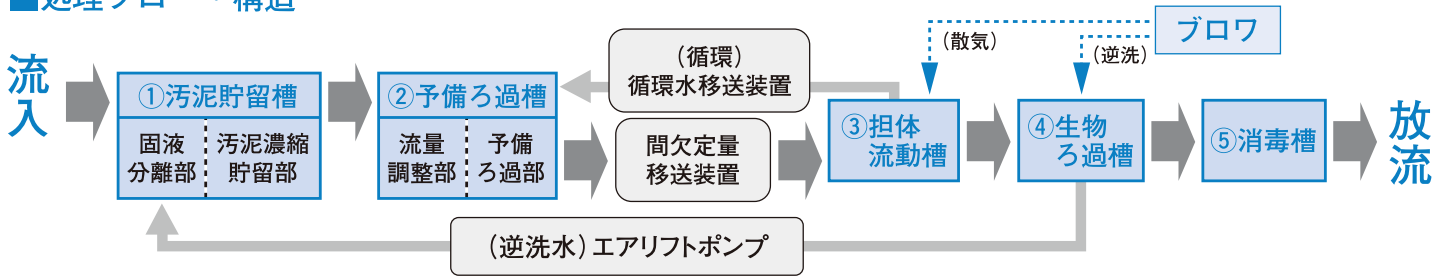 ■処理フロー・構造
流入
①汚泥貯留槽
固液
分離部
汚泥濃縮
貯留部
②予備ろ過槽
流量
調整部
予備
ろ過部
(循環)
循環水移送装置
間欠定量
移送装置
③担体
流動槽
(散気)
ブロワ
(逆洗)
④生物
ろ過槽
⑤消毒槽
放流
(逆洗水)エアリフトポンプ